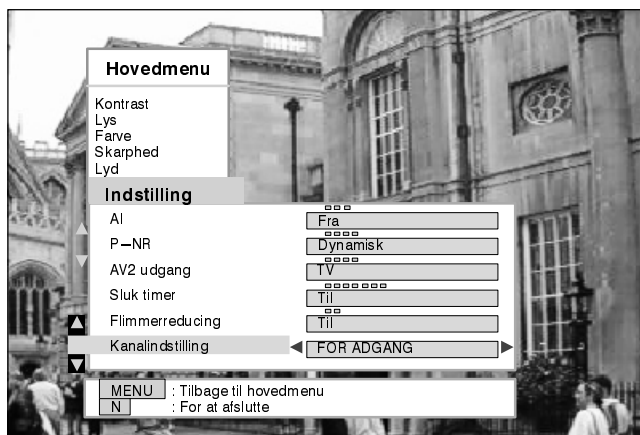 Hovedmenu
Kontrast
Lys
Farve
Skarphed
Lyd
Indstilling
AI Fra
P-NR Dynamisk
AV2 udgang TV
Sluk timer Til
Flimmerreducing Til
Kanalindstilling FOR ADGANG
MENU : Tilbage til hovedmenu
N : For at afslutte